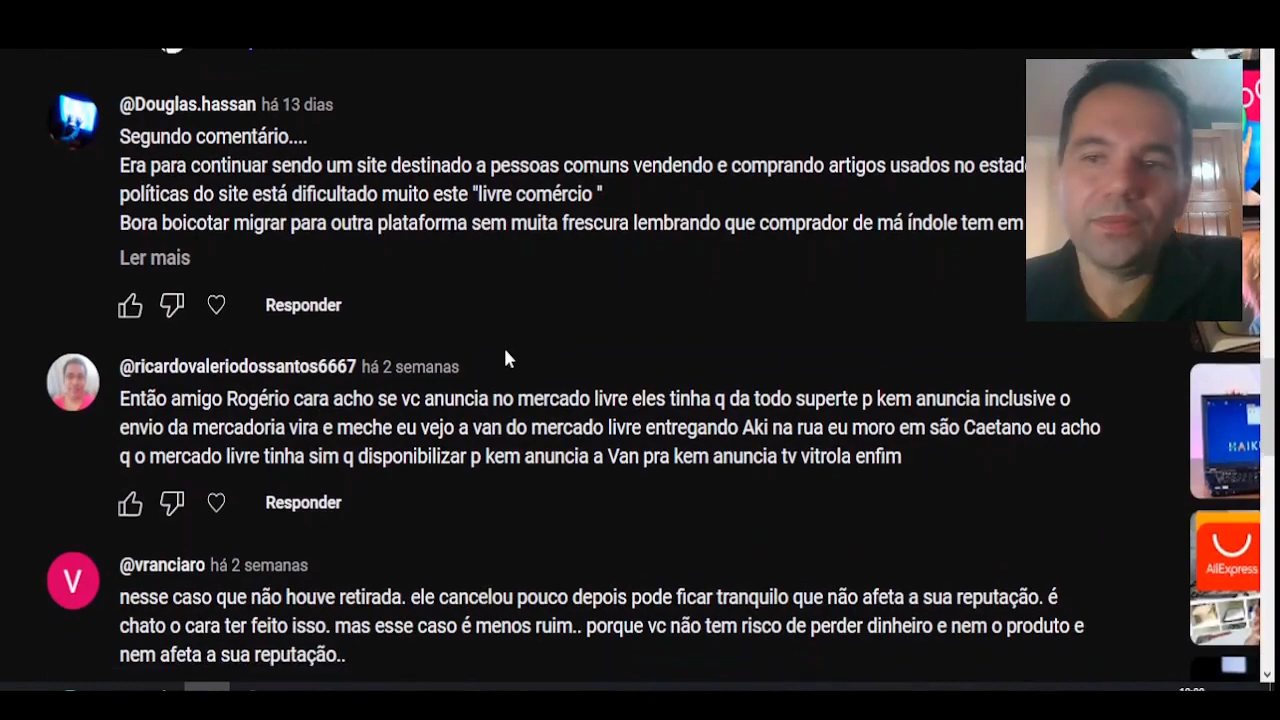 @Douglas.hassan há 13 dias
Segundo comentário....
Era para continuar sendo um site destinado a pessoas comuns vendendo e comprando artigos usados no estado
políticas do site está dificultado muito este "livre comércio "
Bora boicotar migrar para outra plataforma sem muita frescura lembrando que comprador de má índole tem em
Ler mais
Responder
@ricardovaleriodossantos6667 há 2 semanas
Então amigo Rogério cara acho se vc anuncia no mercado livre eles tinha q da todo superte p kem anuncia inclusive o
envio da mercadoria vira e meche eu vejo a van do mercado livre entregando Aki na rua eu moro em são Caetano eu acho
q o mercado livre tinha sim q disponibilizar p kem anuncia a Van pra kem anuncia tv vitrola enfim
Responder
HAIK
AliExpress
@vranciaro há 2 semanas
V
nesse caso que não houve retirada. ele cancelou pouco depois pode ficar tranquilo que não afeta a sua reputação. é
chato o cara ter feito isso. mas esse caso é menos ruim.. porque vc não tem risco de perder dinheiro e nem o produto e
nem afeta a sua reputação..